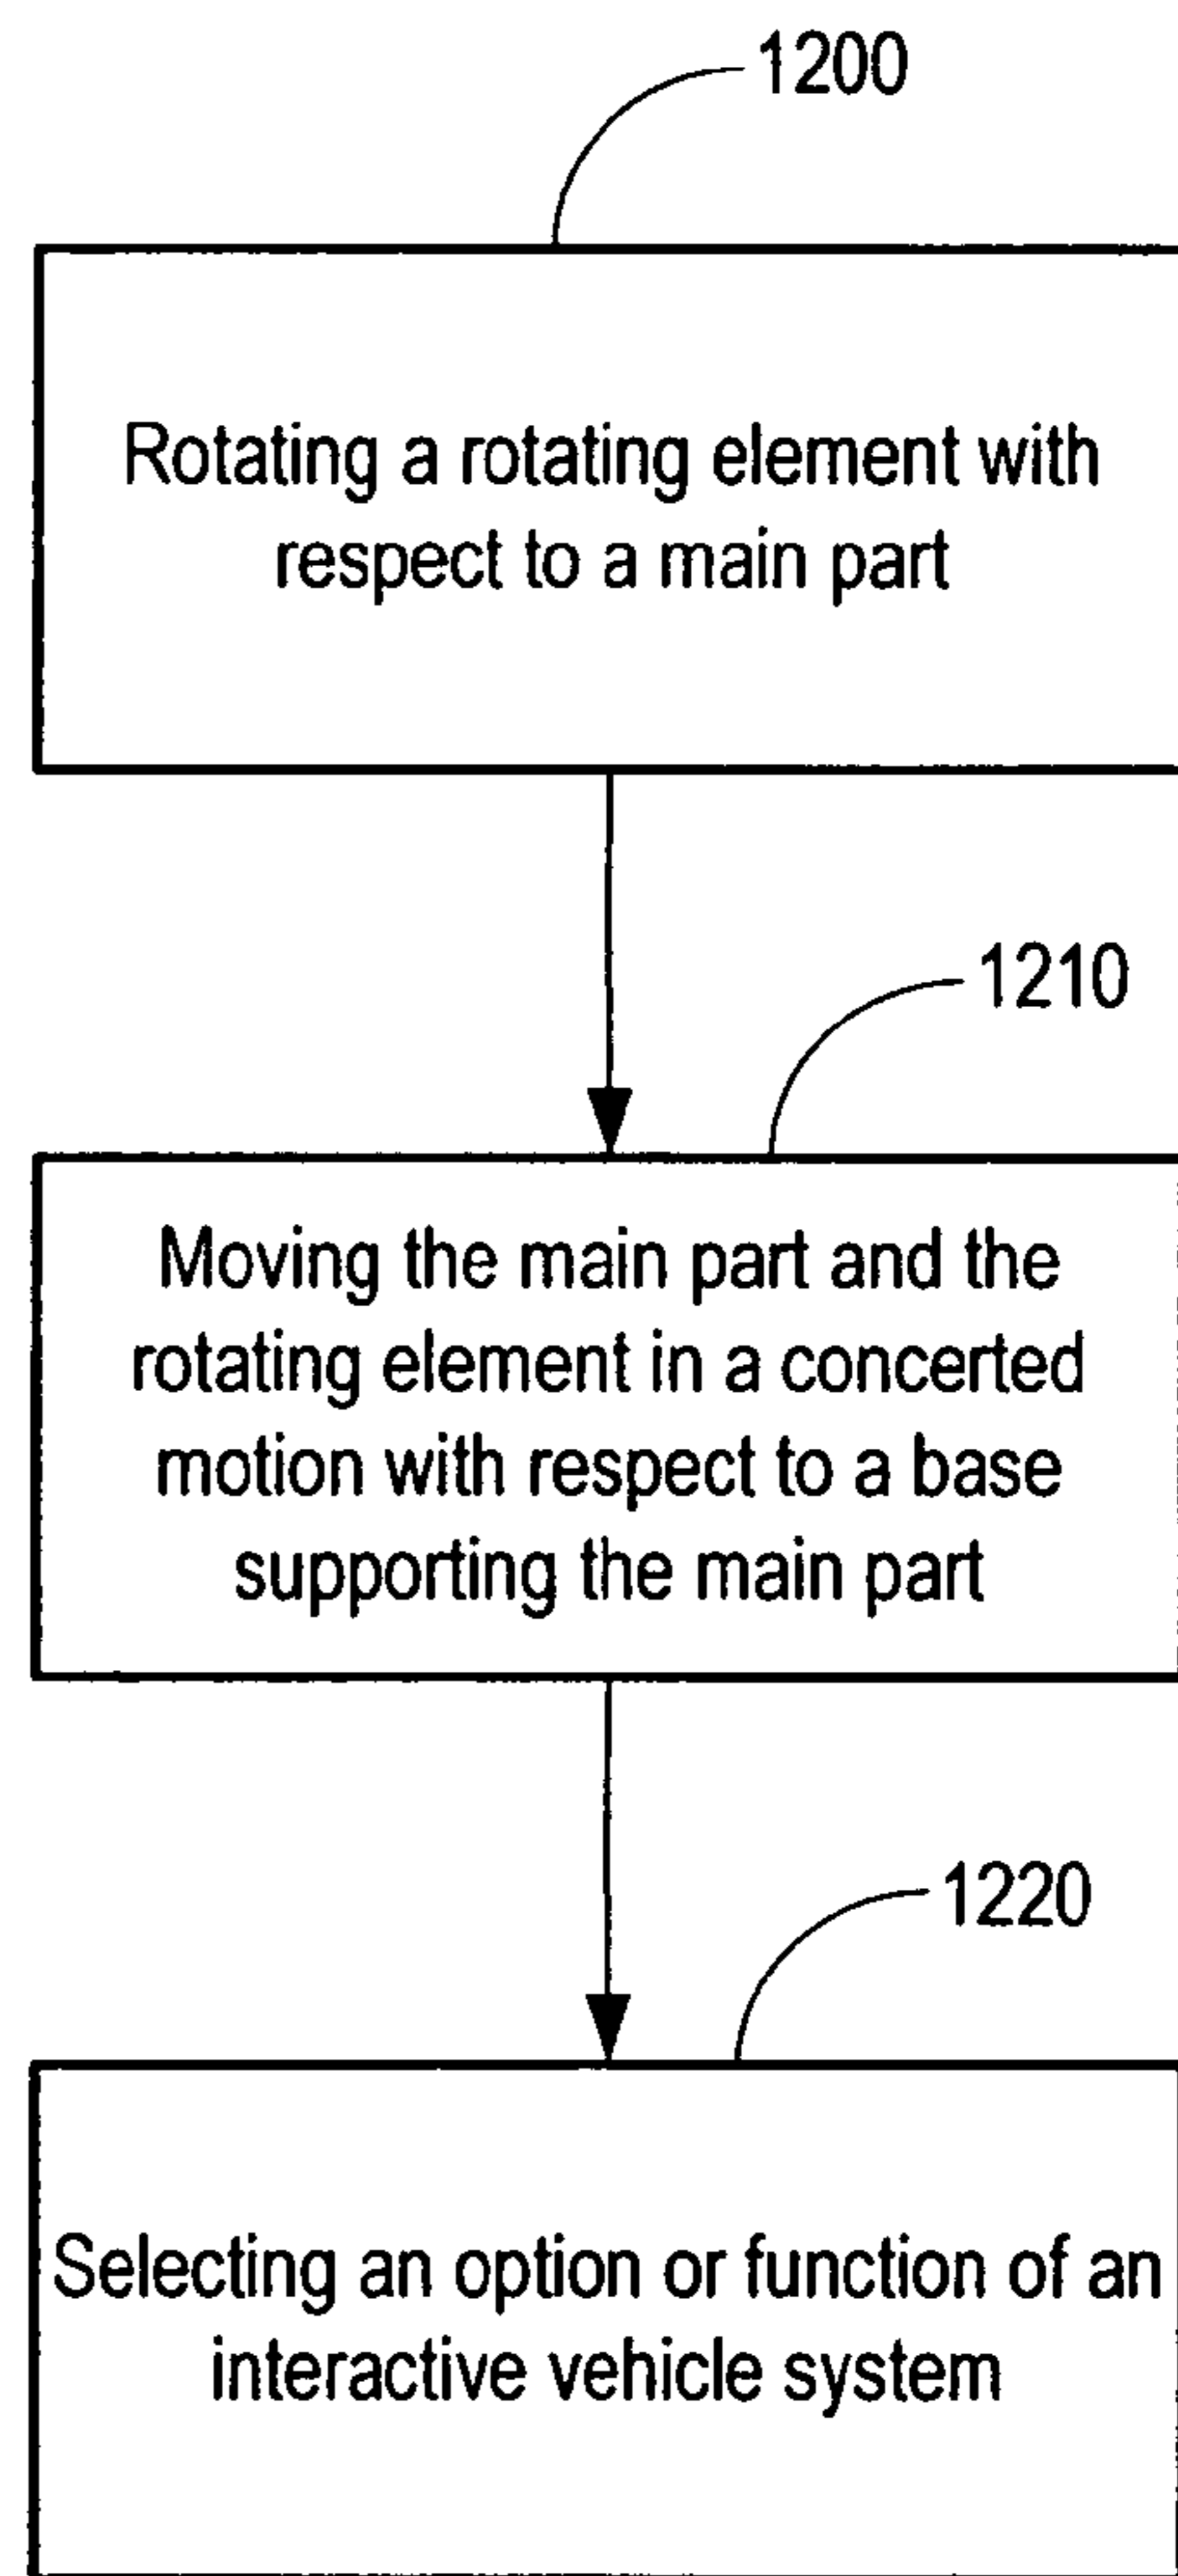 1200
Rotating a rotating element with
respect to a main part
1210
Moving the main part and the
rotating element in a concerted
motion with respect to a base
supporting the main part
1220
Selecting an option or function of an
interactive vehicle system